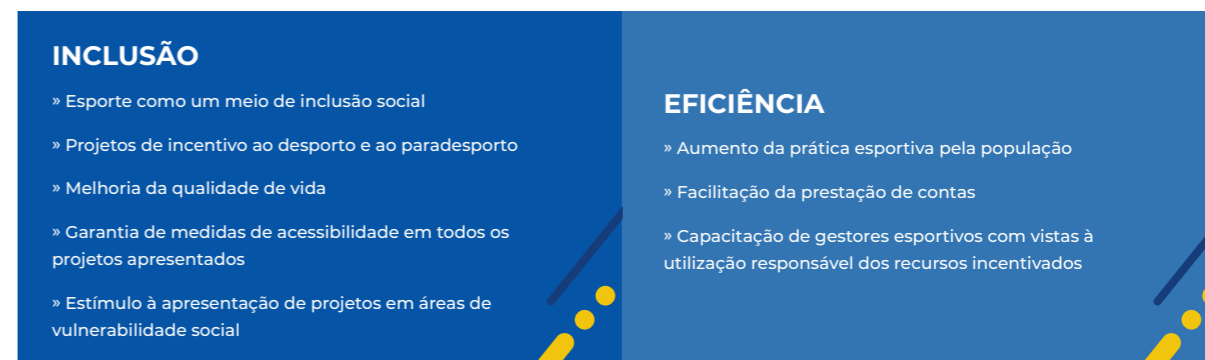 INCLUSÃO
» Esporte como um meio de inclusão social
» Projetos de incentivo ao desporto e ao paradesporto
» Melhoria da qualidade de vida
» Garantia de medidas de acessibilidade em todos os
projetos apresentados
» Estímulo à apresentação de projetos em áreas de
vulnerabilidade social
EFICIÊNCIA
» Aumento da prática esportiva pela população
» Facilitação da prestação de contas
» Capacitação de gestores esportivos com vistas à
utilização responsável dos recursos incentivados